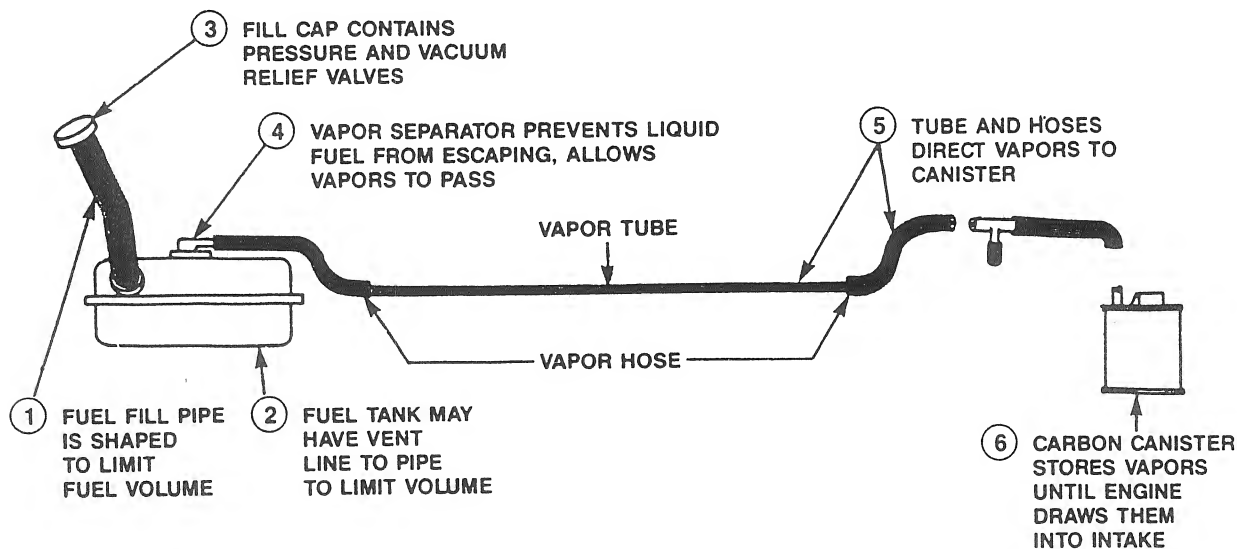 3 FILL CAP CONTAINS
PRESSURE AND VACUUM
RELIEF VALVES
4 VAPOR SEPARATOR PREVENTS LIQUID
FUEL FROM ESCAPING, ALLOWS
VAPORS TO PASS
5 TUBE AND HOSES
DIRECT VAPORS TO
CANISTER
VAPOR TUBE
VAPOR HOSE
1 FUEL FILL PIPE
IS SHAPED
TO LIMIT
FUEL VOLUME
2 FUEL TANK MAY
HAVE VENT
LINE TO PIPE
TO LIMIT VOLUME
6 CARBON CANISTER
STORES VAPORS
UNTIL ENGINE
DRAWS THEM
INTO INTAKE